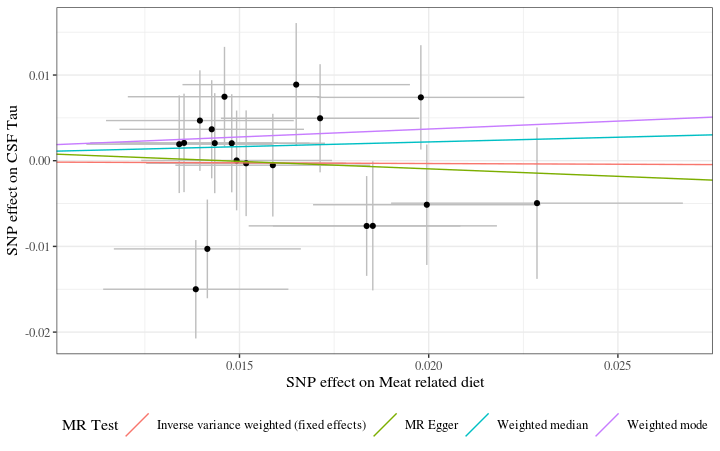 SNP effect on CSF Tau
0.01
0.00
-0.01
-0.02
0.015
0.020
0.025
SNP effect on Meat related diet
MR Test
Inverse variance weighted (fixed effects)
MR Egger
Weighted median
Weighted mode